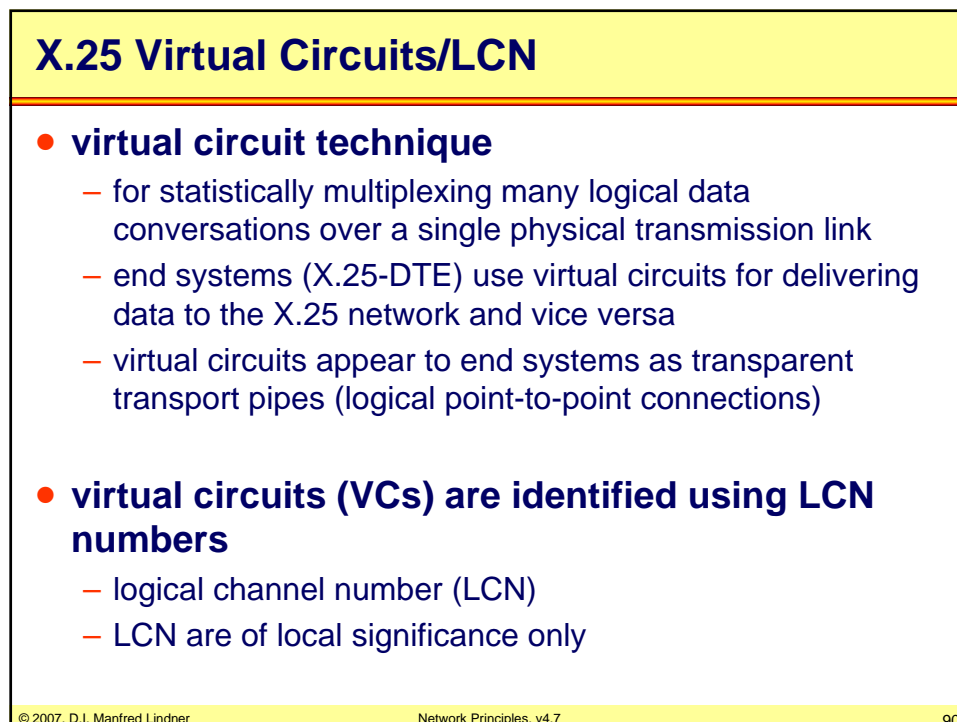 X.25 Virtual Circuits/LCN
• virtual circuit technique
– for statistically multiplexing many logical data
conversations over a single physical transmission link
– end systems (X.25-DTE) use virtual circuits for delivering
data to the X.25 network and vice versa
– virtual circuits appear to end systems as transparent
transport pipes (logical point-to-point connections)
• virtual circuits (VCs) are identified using LCN
numbers
– logical channel number (LCN)
– LCN are of local significance only
© 2007, D.I. Manfred Lindner
Network Principles, v4.7
90